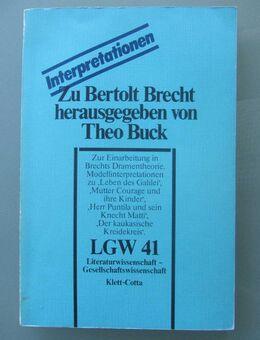 Interpretationen
Zu Bertolt Brecht
herausgegeben von
Theo Buck
Zur Einarbeitung in
Brechts Dramentheorie.
Modellinterpretationen
zu ‚Leben des Galilei‘,
‚Mutter Courage und
ihre Kinder‘,
‚Herr Puntila und sein
Knecht Matti‘,
‚Der kaukasische
Kreidekreis‘.
LGW 41
Literaturwissenschaft –
Gesellschaftswissenschaft
Klett-Cotta